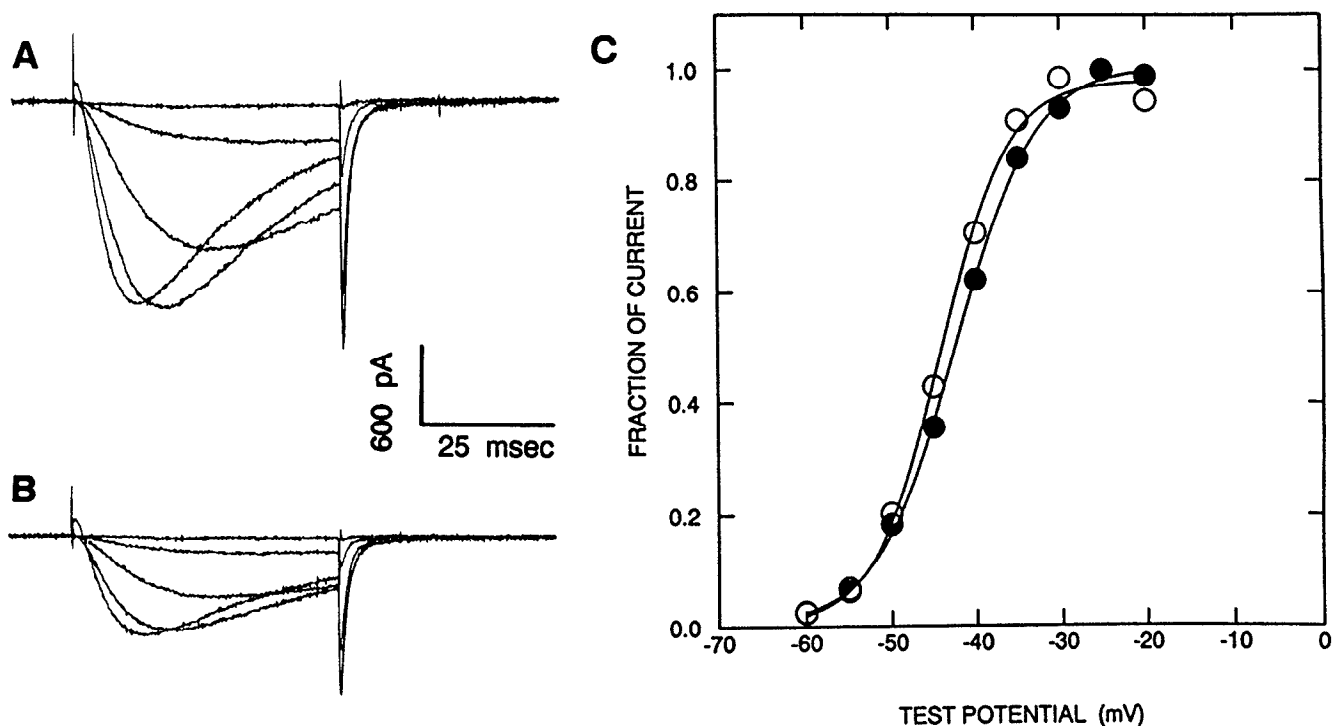 A
600 pA
25 msec
B
C
FRACTION OF CURRENT
1.0
0.8
0.6
0.4
0.2
0.0
-70 -60 -50 -40 -30 -20 -10 0
TEST POTENTIAL (mV)